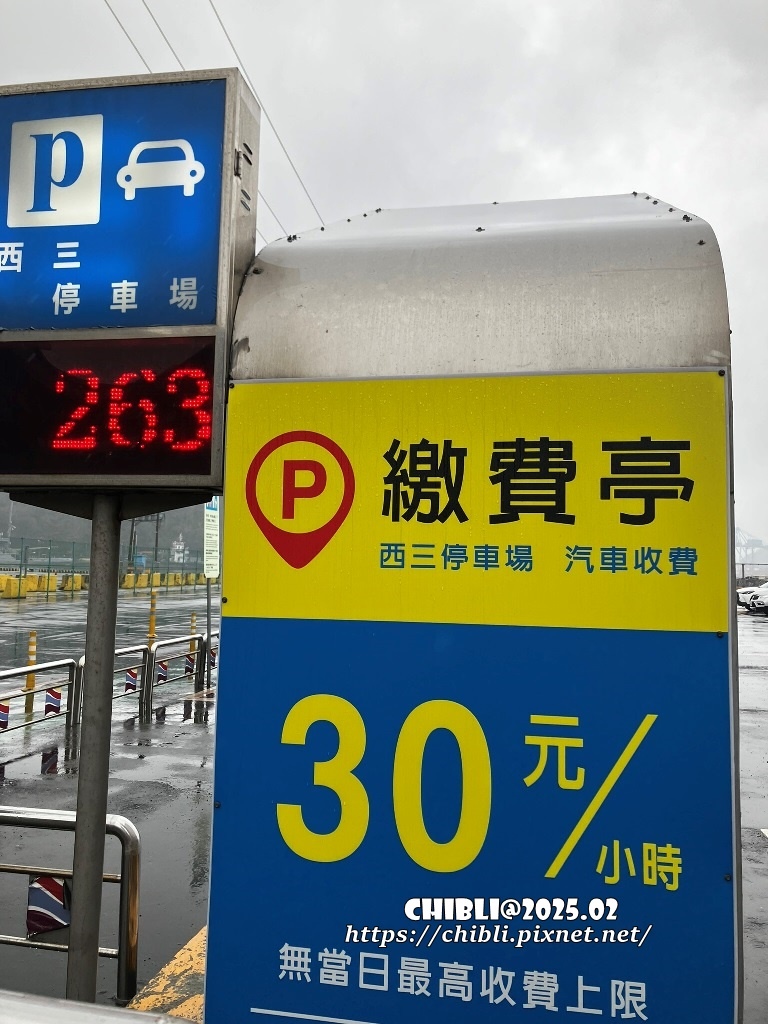 P
西三
停車場
263
P
繳費亭
西三停車場 汽車收費
30元/小時
CHIBLI@2025.02
https://chibli.pixnet.net/
無當日最高收費上限